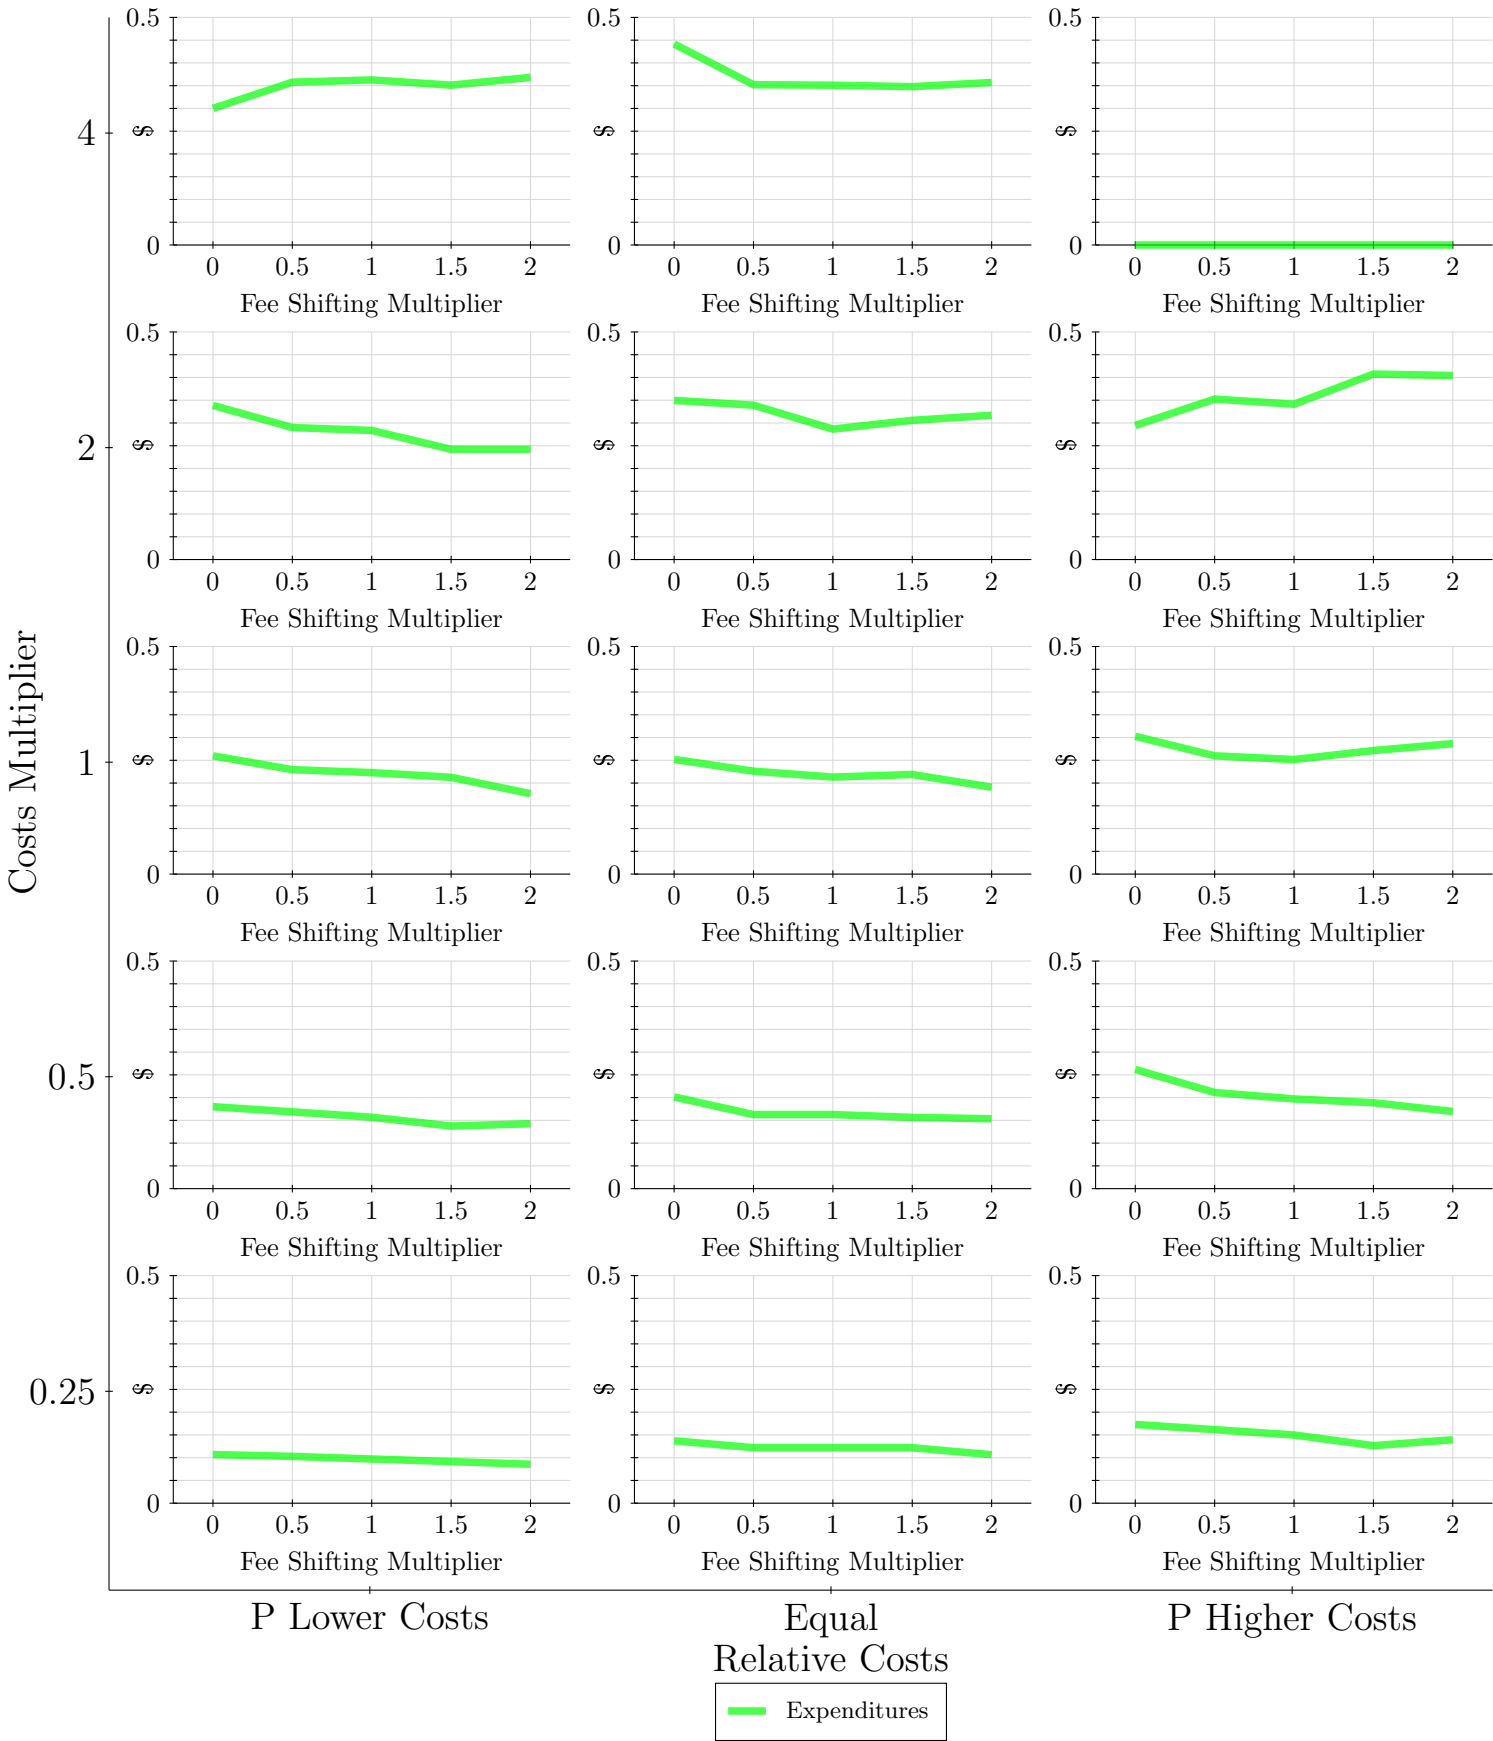 0.5 0.5 0.5
4 $ $ $
0 0 0
0 0.5 1 1.5 2 0 0.5 1 1.5 2 0 0.5 1 1.5 2
Fee Shifting Multiplier Fee Shifting Multiplier Fee Shifting Multiplier
0.5 0.5 0.5
2 $ $ $
0 0 0
0 0.5 1 1.5 2 0 0.5 1 1.5 2 0 0.5 1 1.5 2
Fee Shifting Multiplier Fee Shifting Multiplier Fee Shifting Multiplier
Costs Multiplier
0.5 0.5 0.5
1 $ $ $
0 0 0
0 0.5 1 1.5 2 0 0.5 1 1.5 2 0 0.5 1 1.5 2
Fee Shifting Multiplier Fee Shifting Multiplier Fee Shifting Multiplier
0.5 0.5 0.5
0.5 $ $ $
0 0 0
0 0.5 1 1.5 2 0 0.5 1 1.5 2 0 0.5 1 1.5 2
Fee Shifting Multiplier Fee Shifting Multiplier Fee Shifting Multiplier
0.5 0.5 0.5
0.25 $ $ $
0 0 0
0 0.5 1 1.5 2 0 0.5 1 1.5 2 0 0.5 1 1.5 2
Fee Shifting Multiplier Fee Shifting Multiplier Fee Shifting Multiplier
P Lower Costs Equal P Higher Costs
Relative Costs
Expenditures